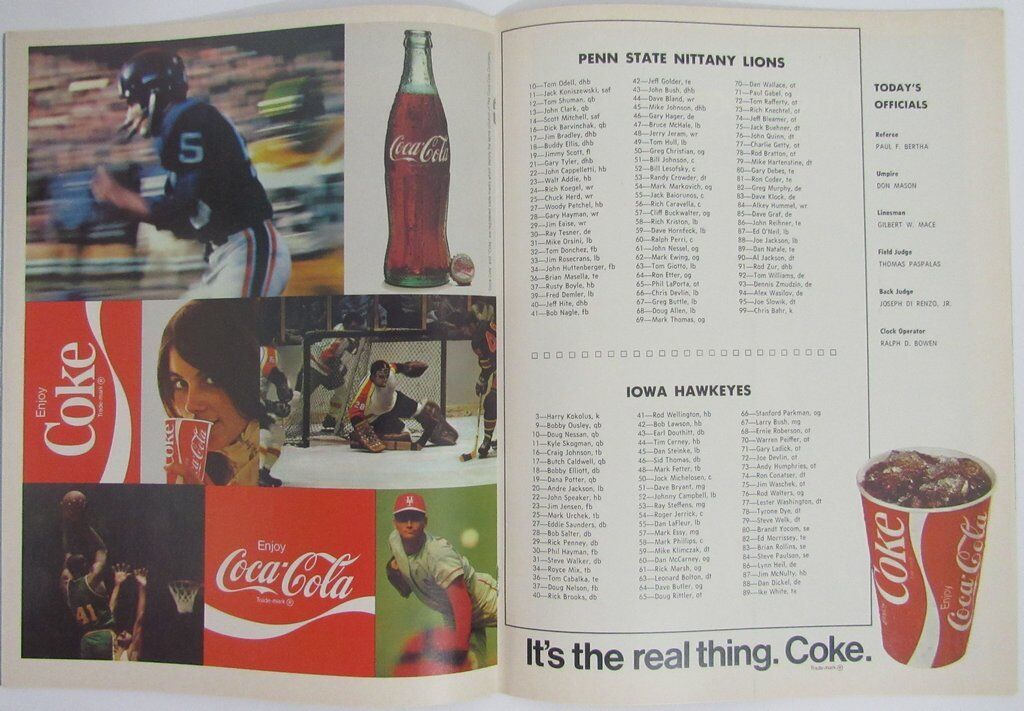 5
Coca-Cola
Enjoy
Coke
Trade-mark ®
Coke
Coca-Cola
28
41
Enjoy
Coca-Cola
Trade-mark ®
PENN STATE NITTANY LIONS
10—Tom Odell, dhb
11—Jack Koniszewski, saf
12—Tom Shuman, qb
13—John Clark, qb
14—Scott Mitchell, saf
16—Dick Barvinchak, qb
17—Jim Bradley, dhb
18—Buddy Ellis, dhb
19—Jimmy Scott, fl
21—Gary Tyler, dhb
22—John Cappelletti, hb
23—Walt Addie, hb
24—Rich Koegel, wr
25—Chuck Herd, wr
27—Woody Petchel, hb
28—Gary Hayman, wr
29—Jim Eaise, wr
30—Ray Tesner, de
31—Mike Orsini, lb
32—Tom Donchez, fb
33—Jim Rosecrans, lb
34—John Huttenberger, fb
36—Brian Masella, te
37—Rusty Boyle, hb
39—Fred Demler, lb
40—Jeff Hite, dhb
41—Bob Nagle, fb
42—Jeff Golder, te
43—John Bush, dhb
44—Dave Bland, wr
45—Mike Johnson, dhb
46—Gary Hager, de
47—Bruce McHale, lb
48—Jerry Jeram, wr
49—Tom Hull, lb
50—Greg Christian, og
51—Bill Johnson, c
52—Bill Lesofsky, c
53—Randy Crowder, dt
54—Mark Markovich, og
55—Jack Baiorunos, c
56—Rich Caravella, c
57—Cliff Buckwalter, og
58—Rich Kriston, lb
59—Dave Hornfeck, lb
60—Ralph Perri, c
61—John Nessel, og
62—Mark Ewing, og
63—Tom Giotto, lb
64—Ron Etter, og
65—Phil LaPorta, ot
66—Chris Devlin, lb
67—Greg Buttle, lb
68—Doug Allen, lb
69—Mark Thomas, og
70—Dan Wallace, ot
71—Paul Gabel, og
72—Tom Rafferty, ot
73—Rich Knechtel, ot
74—Jeff Bleamer, ot
75—Jack Buehner, dt
76—John Quinn, dt
77—Charlie Getty, ot
78—Rod Bratton, ot
79—Mike Hartenstine, dt
80—Gary Debes, te
81—Ron Coder, te
82—Greg Murphy, de
83—Dave Klock, de
84—Alkey Hummel, wr
85—Dave Graf, de
86—John Reihner, te
87—Ed O'Neil, lb
88—Joe Jackson, lb
89—Dan Natale, te
90—Al Jackson, dt
91—Rod Zur, dhb
92—Tom Williams, de
93—Dennis Zmudzin, de
94—Alex Wasilov, de
95—Joe Slowik, dt
99—Chris Bahr, k
TODAY'S
OFFICIALS
Referee
PAUL F. BERTHA
Umpire
DON MASON
Linesman
GILBERT W. MACE
Field Judge
THOMAS PASPALAS
Back Judge
JOSEPH DI RENZO, JR.
Clock Operator
RALPH D. BOWEN
IOWA HAWKEYES
3—Harry Kokolus, k
9—Bobby Ousley, qb
10—Doug Nessan, qb
11—Kyle Skogman, qb
16—Craig Johnson, tb
17—Butch Caldwell, qb
18—Bobby Elliott, db
19—Dana Potter, qb
20—Andre Jackson, lb
22—John Speaker, hb
23—Jim Jensen, fb
25—Mark Urchek, tb
27—Eddie Saunders, db
28—Bob Salter, db
29—Rick Penney, db
30—Phil Hayman, fb
31—Steve Walker, db
34—Royce Mix, tb
36—Tom Cabalka, te
37—Doug Nelson, fb
40—Rick Brooks, db
41—Rod Wellington, hb
42—Bob Lawson, hb
43—Earl Douthitt, db
44—Tim Cerney, hb
45—Dan Steinke, lb
46—Sid Thomas, db
48—Mark Fetter, tb
50—Jock Michelosen, c
51—Dave Bryant, mg
52—Johnny Campbell, lb
53—Ray Steffens, mg
54—Roger Jerrick, c
55—Dan LaFleur, lb
57—Mark Essy, mg
58—Mark Phillips, c
59—Mike Klimczak, dt
60—Dan McCarney, og
61—Rick Marsh, og
63—Leonard Bolton, dt
64—Dave Butler, og
65—Doug Rittler, ot
66—Stanford Parkman, og
67—Larry Bush, mg
68—Ernie Roberson, ot
70—Warren Peiffer, ot
71—Gary Ladick, ot
72—Joe Devlin, ot
73—Andy Humphries, ot
74—Ron Conatser, dt
75—Jim Waschek, ot
76—Rod Walters, og
77—Lester Washington, dt
78—Tyrone Dye, dt
79—Steve Welk, dt
80—Brandt Yocom, se
82—Ed Morrissey, te
83—Brian Rollins, se
84—Steve Paulson, se
86—Lynn Heil, de
87—Jim McNulty, hb
88—Dan Dickel, de
89—Ike White, te
Coke
Enjoy
Coca-Cola
It's the real thing. Coke.
Trade-mark ®